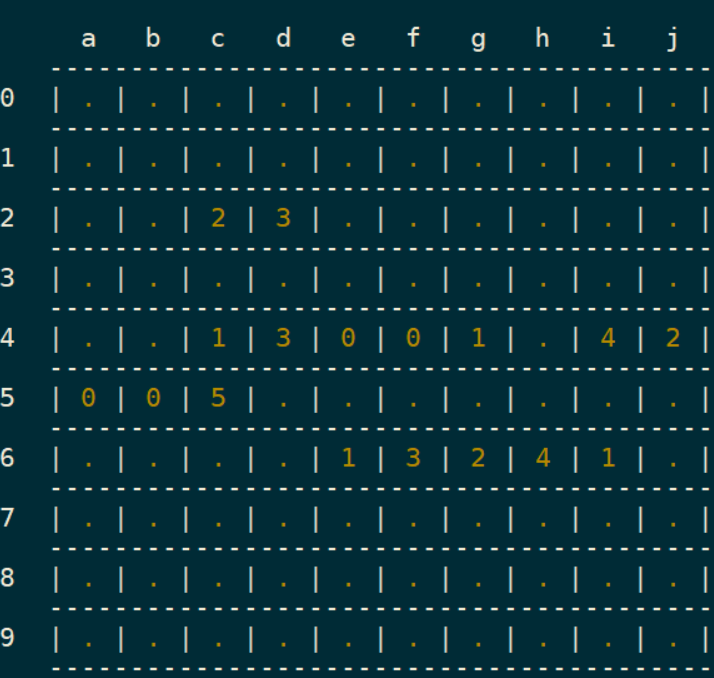 a b c d e f g h i j
-----------------------------------------
0 | . | . | . | . | . | . | . | . | . | . |
-----------------------------------------
1 | . | . | . | . | . | . | . | . | . | . |
-----------------------------------------
2 | . | . | 2 | 3 | . | . | . | . | . | . |
-----------------------------------------
3 | . | . | . | . | . | . | . | . | . | . |
-----------------------------------------
4 | . | . | 1 | 3 | 0 | 0 | 1 | . | 4 | 2 |
-----------------------------------------
5 | 0 | 0 | 5 | . | . | . | . | . | . | . |
-----------------------------------------
6 | . | . | . | . | 1 | 3 | 2 | 4 | 1 | . |
-----------------------------------------
7 | . | . | . | . | . | . | . | . | . | . |
-----------------------------------------
8 | . | . | . | . | . | . | . | . | . | . |
-----------------------------------------
9 | . | . | . | . | . | . | . | . | . | . |
-----------------------------------------